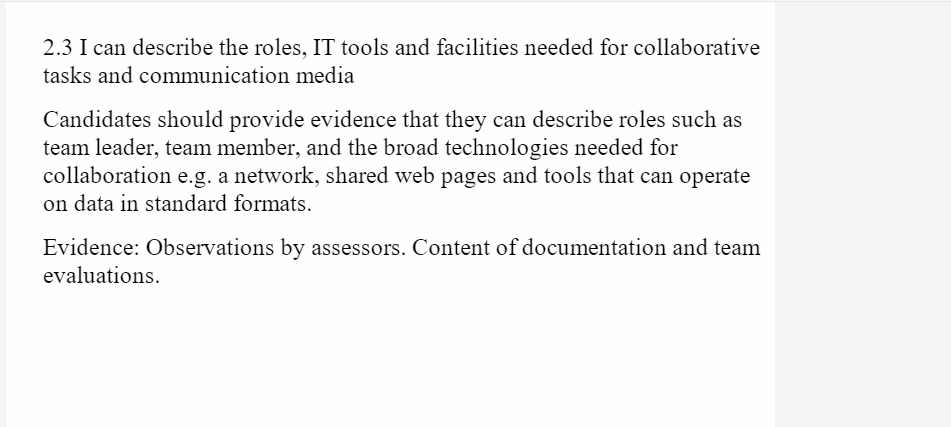 2.3 I can describe the roles, IT tools and facilities needed for collaborative
tasks and communication media
Candidates should provide evidence that they can describe roles such as
team leader, team member, and the broad technologies needed for
collaboration e.g. a network, shared web pages and tools that can operate
on data in standard formats.
Evidence: Observations by assessors. Content of documentation and team
evaluations.